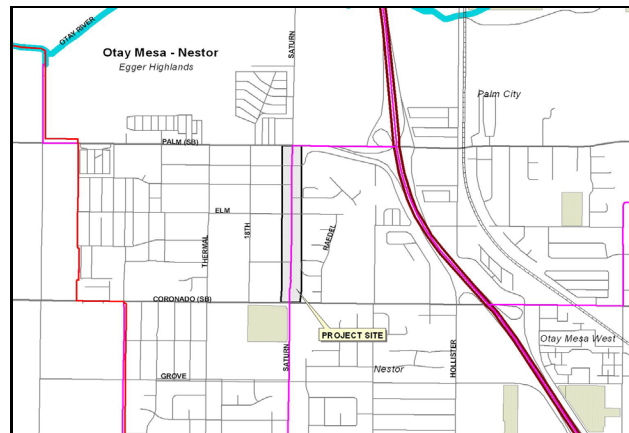 OTAY RIVER
SATURN
Otay Mesa - Nestor
Egger Highlands
Palm City
PALM (SB)
ELM
THERMAL
18TH
RAEDEL
CORONADO (SB)
PROJECT SITE
SATURN
HOLLISTER
Otay Mesa West
Nestor
GROVE